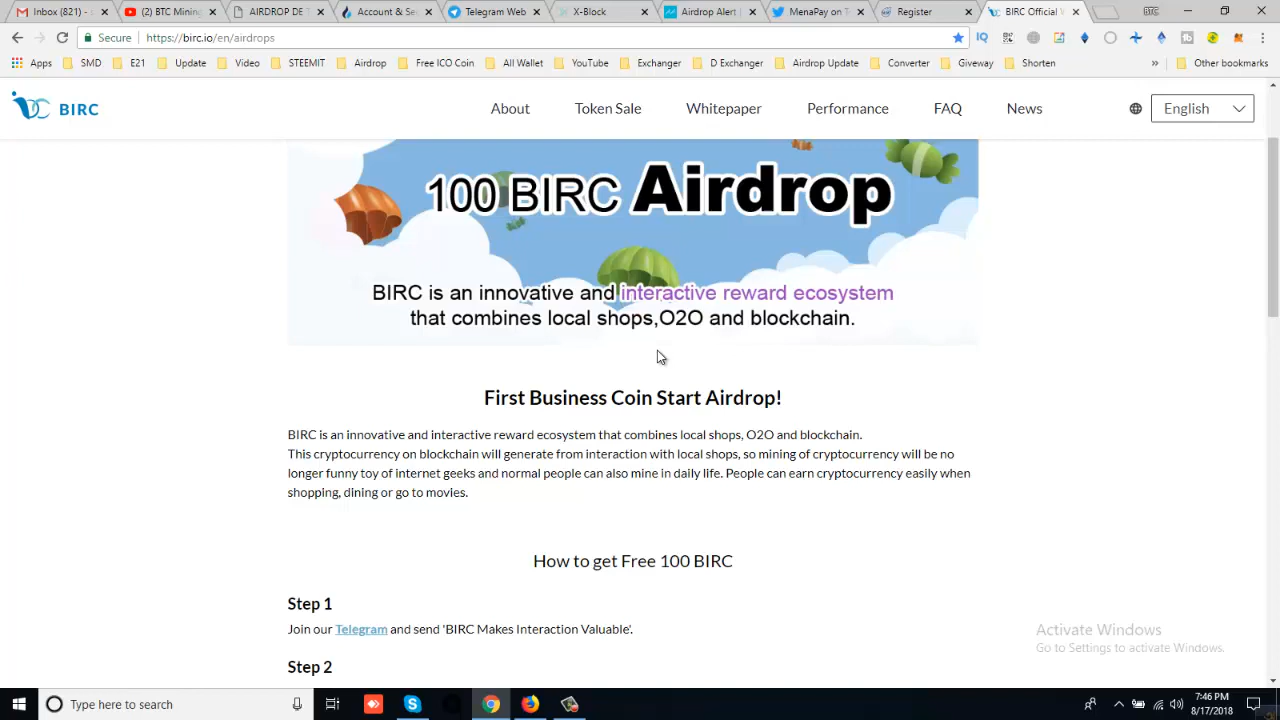 Inbox (821) -
(2) BTC Mining
AIRDROP DE T
Account & Se
Telegram Web
X-Block
Airdrop Alert
MenaPay on T
Register
BIRC Official
BTC
Secure
https://birc.io/en/airdrops
Apps
SMD
E21
Update
Video
STEEMIT
Airdrop
Free ICO Coin
All Wallet
YouTube
Exchanger
D Exchanger
Airdrop Update
Converter
Giveway
Shorten
»
Other bookmarks
BIRC
About
Token Sale
Whitepaper
Performance
FAQ
News
English
100 BIRC Airdrop
BIRC is an innovative and interactive reward ecosystem
that combines local shops,O2O and blockchain.
First Business Coin Start Airdrop!
BIRC is an innovative and interactive reward ecosystem that combines local shops, O2O and blockchain.
This cryptocurrency on blockchain will generate from interaction with local shops, so mining of cryptocurrency will be no
longer funny toy of internet geeks and normal people can also mine in daily life. People can earn cryptocurrency easily when
shopping, dining or go to movies.
How to get Free 100 BIRC
Step 1
Join our Telegram and send 'BIRC Makes Interaction Valuable'.
Step 2
Activate Windows
Go to Settings to activate Windows.
Type here to search
7:46 PM
8/17/2018